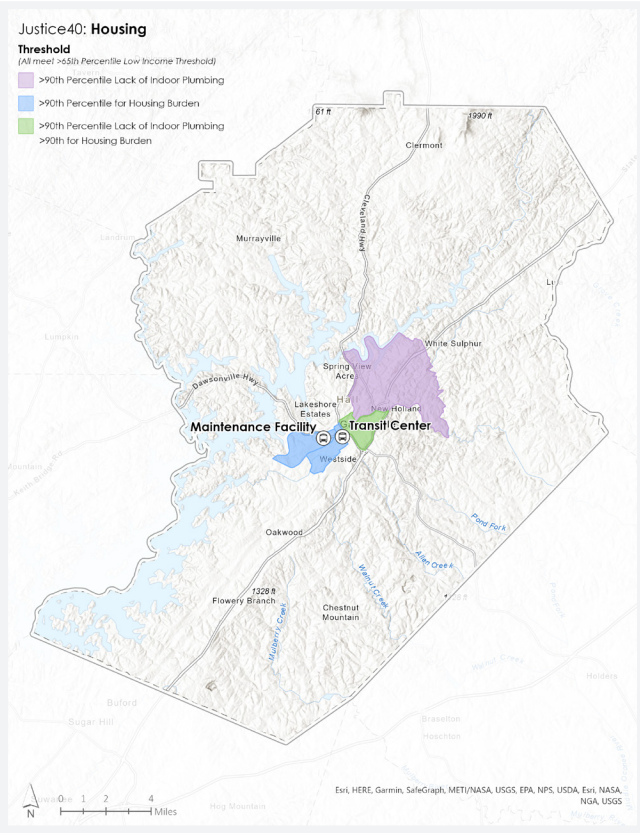 Justice40: Housing
Threshold
(All meet >65th Percentile Low Income Threshold)
>90th Percentile Lack of Indoor Plumbing
>90th Percentile for Housing Burden
>90th Percentile Lack of Indoor Plumbing
>90th for Housing Burden
61 ft
1990 ft
Clermont
Cleveland Hwy
Murrayville
Lumpkin
White Sulphur
Spring View
Acres
Dawsonville Hwy
Hall
Lakeshore
Estates
New Holland
Maintenance Facility
Transit Center
Westside
Pond Fork
Oakwood
Allen Creek
Walnut Creek
1328 ft
Flowery Branch
Chestnut
Mountain
Mulberry Creek
Buford
Sugar Hill
Braselton
Hoschton
Holders
Hog Mountain
N
0 1 2 4
Miles
Esri, HERE, Garmin, SafeGraph, METI/NASA, USGS, EPA, NPS, USDA, Esri, NASA,
NGA, USGS